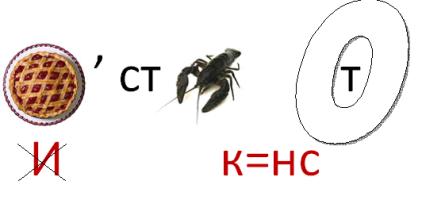 , ст т
И к=нс